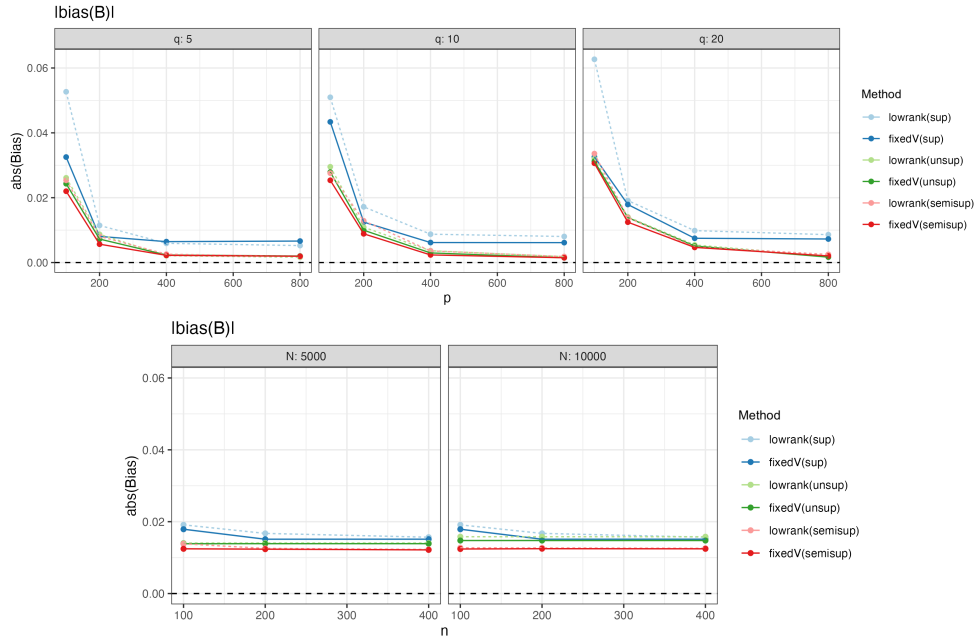 |bias(B)|
q: 5
q: 10
q: 20
abs(Bias)
0.06
0.04
0.02
0.00
200
400
600
800
200
400
600
800
200
400
600
800
p
Method
lowrank(sup)
fixedV(sup)
lowrank(unsup)
fixedV(unsup)
lowrank(semisup)
fixedV(semisup)
|bias(B)|
N: 5000
N: 10000
abs(Bias)
0.06
0.04
0.02
0.00
100
200
300
400
100
200
300
400
n
Method
lowrank(sup)
fixedV(sup)
lowrank(unsup)
fixedV(unsup)
lowrank(semisup)
fixedV(semisup)